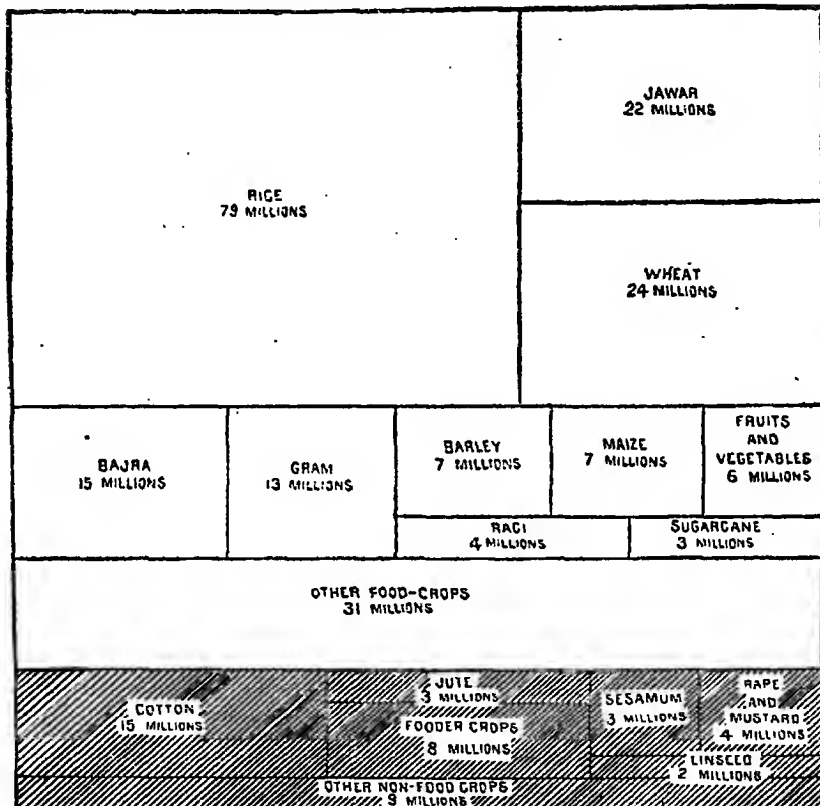 JAWAR
22 MILLIONS
RICE
79 MILLIONS
WHEAT
24 MILLIONS
BAJRA
15 MILLIONS
GRAM
13 MILLIONS
BARLEY
7 MILLIONS
MAIZE
7 MILLIONS
FRUITS
AND
VEGETABLES
6 MILLIONS
RAGI
4 MILLIONS
SUGARCANE
3 MILLIONS
OTHER FOOD-CROPS
31 MILLIONS
COTTON
15 MILLIONS
JUTE
3 MILLIONS
FODDER CROPS
8 MILLIONS
SESAMUM
3 MILLIONS
RAPE
AND
MUSTARD
4 MILLIONS
LINSEED
2 MILLIONS
OTHER NON-FOOD CROPS
9 MILLIONS